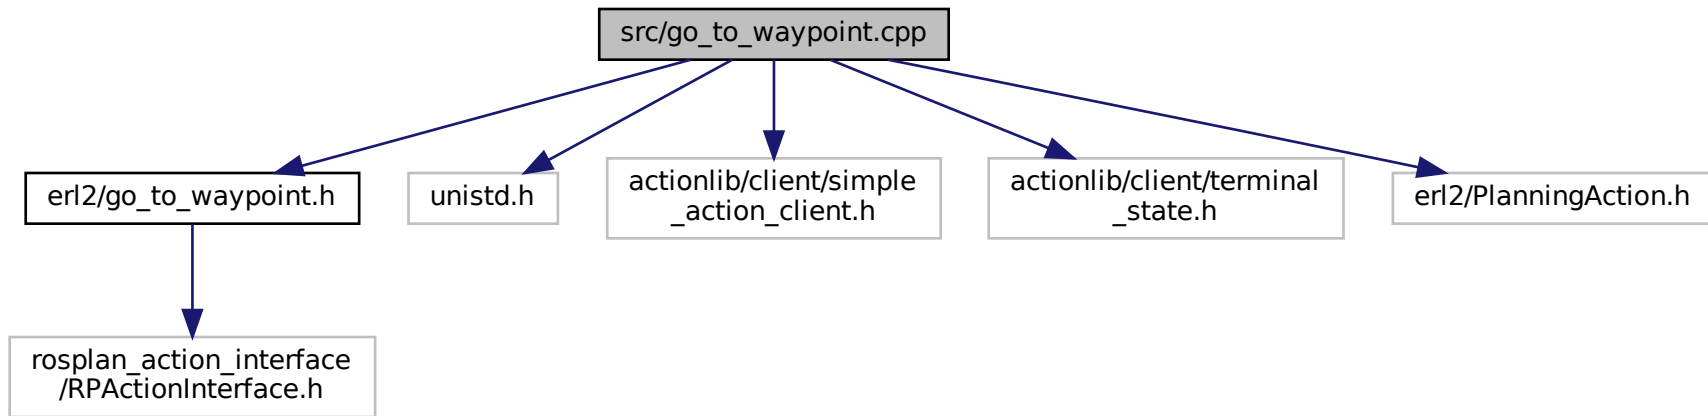 src/go_to_waypoint.cpp
erl2/go_to_waypoint.h
unistd.h
actionlib/client/simple
_action_client.h
actionlib/client/terminal
_state.h
erl2/PlanningAction.h
rosplan_action_interface
/RPActionInterface.h